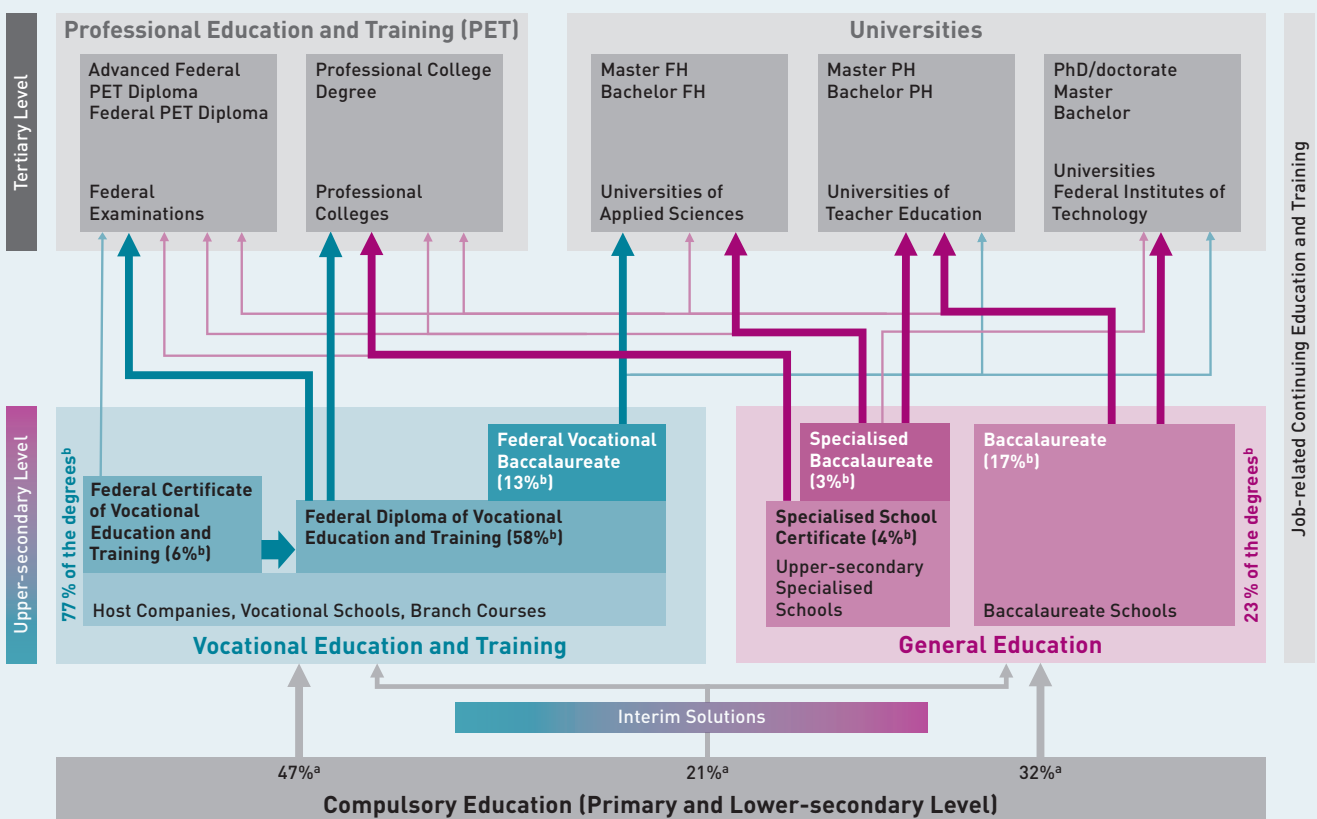 Tertiary Level
Professional Education and Training (PET)
Advanced Federal
PET Diploma
Federal PET Diploma
Federal
Examinations
Professional College
Degree
Professional
Colleges
Universities
Master FH
Bachelor FH
Universities of
Applied Sciences
Master PH
Bachelor PH
Universities of
Teacher Education
PhD/doctorate
Master
Bachelor
Universities
Federal Institutes of
Technology
Job-related Continuing Education and Training
Upper-secondary Level
77 % of the degreesᵇ
Federal Certificate
of Vocational
Education and
Training (6%ᵇ)
Federal Vocational
Baccalaureate
(13%ᵇ)
Federal Diploma of Vocational
Education and Training (58%ᵇ)
Host Companies, Vocational Schools, Branch Courses
Vocational Education and Training
Specialised
Baccalaureate
(3%ᵇ)
Specialised School
Certificate (4%ᵇ)
Upper-secondary
Specialised
Schools
Baccalaureate
(17%ᵇ)
Baccalaureate Schools
23 % of the degreesᵇ
General Education
Interim Solutions
47%ᵃ
21%ᵃ
32%ᵃ
Compulsory Education (Primary and Lower-secondary Level)